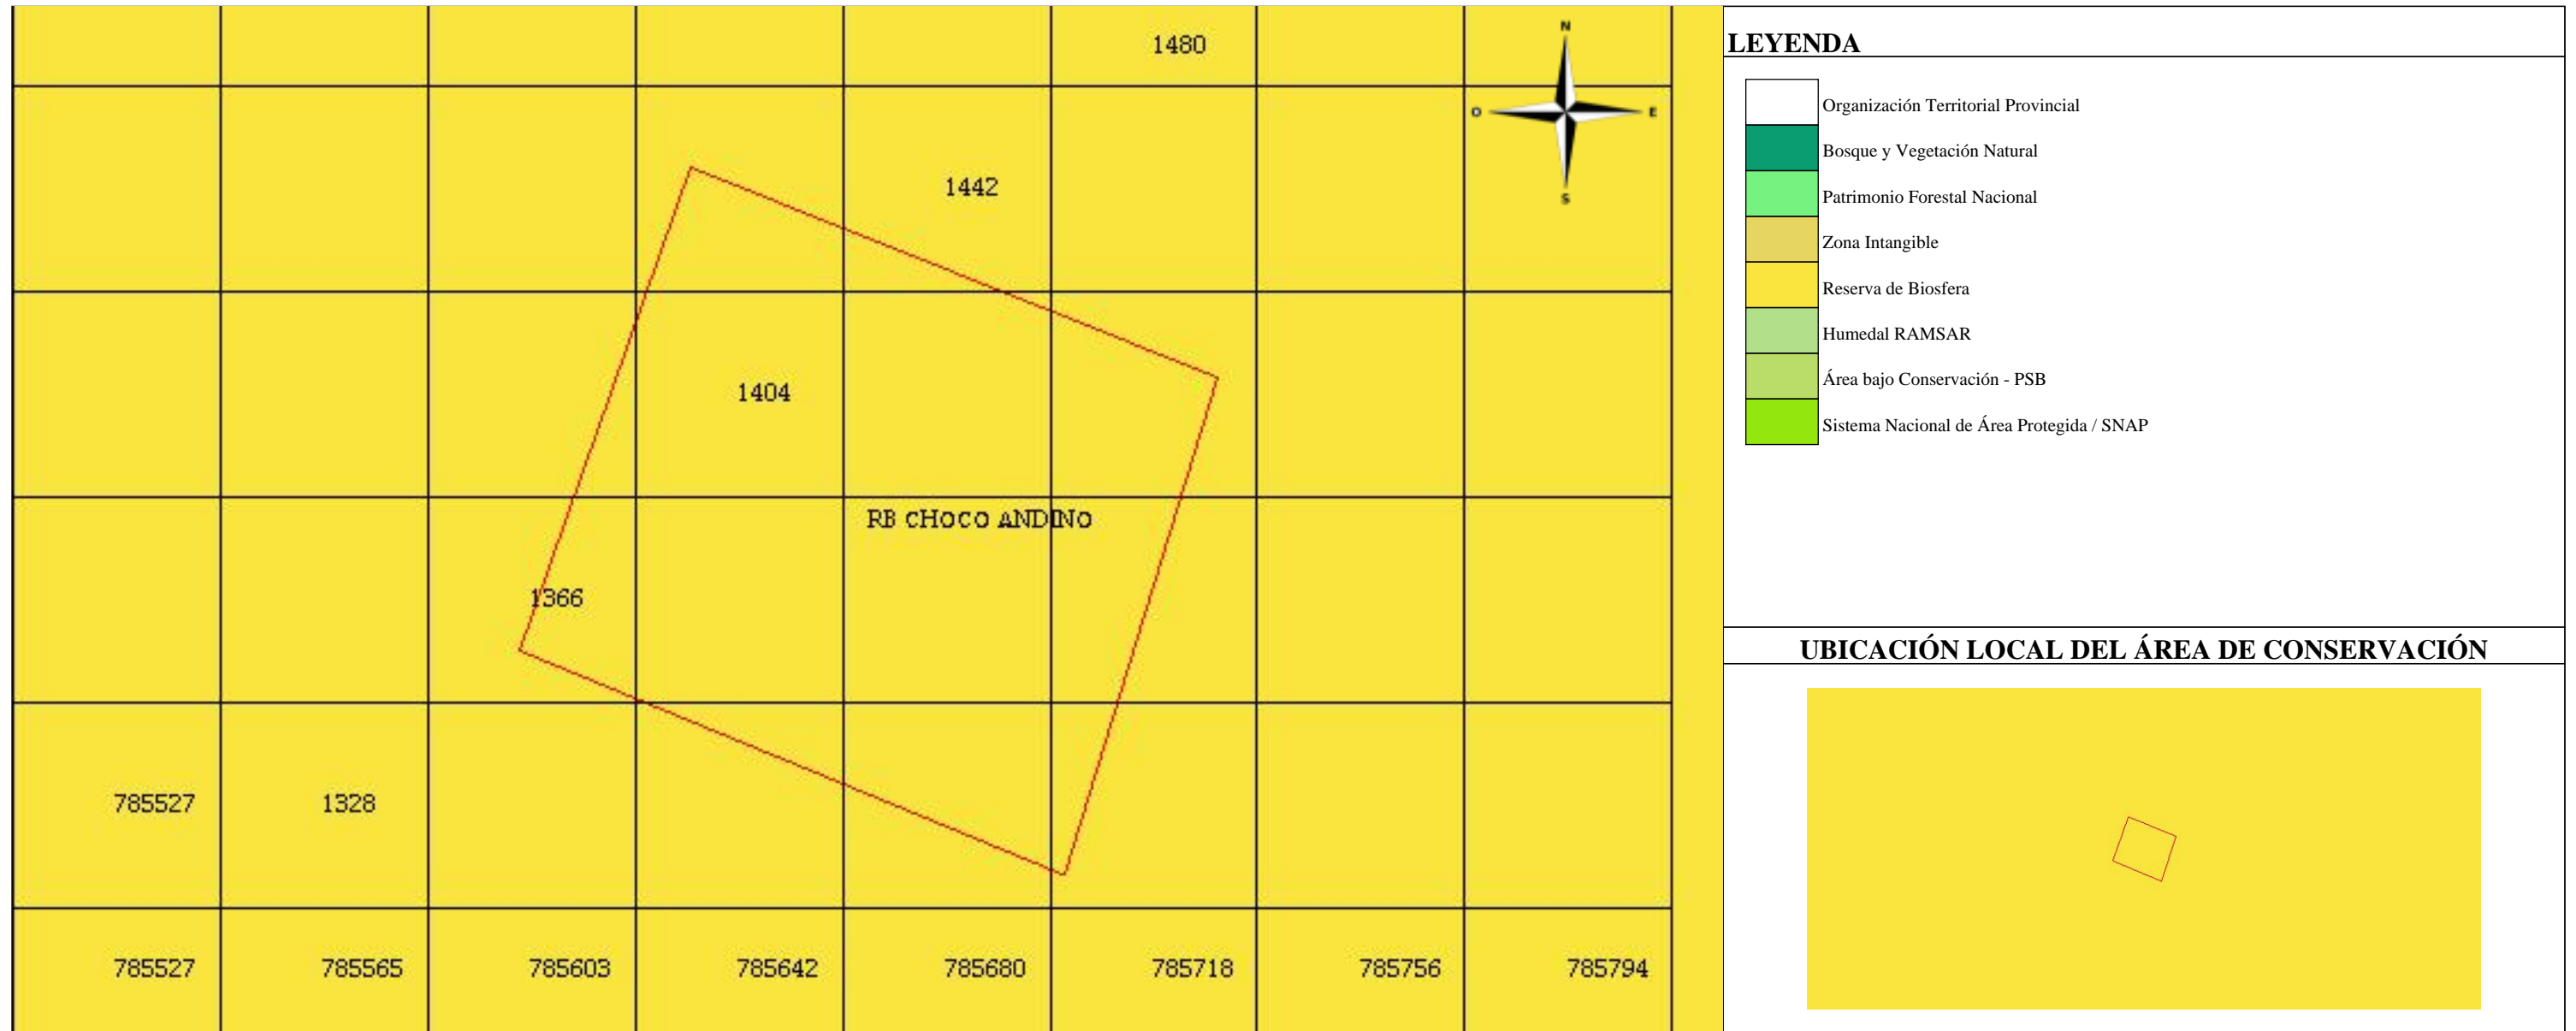 1480
N
O
E
S
1442
1404
RB CHOCO ANDINO
1366
785527
1328
785527
785565
785603
785642
785680
785718
785756
785794
LEYENDA
Organización Territorial Provincial
Bosque y Vegetación Natural
Patrimonio Forestal Nacional
Zona Intangible
Reserva de Biosfera
Humedal RAMSAR
Área bajo Conservación - PSB
Sistema Nacional de Área Protegida / SNAP
UBICACIÓN LOCAL DEL ÁREA DE CONSERVACIÓN